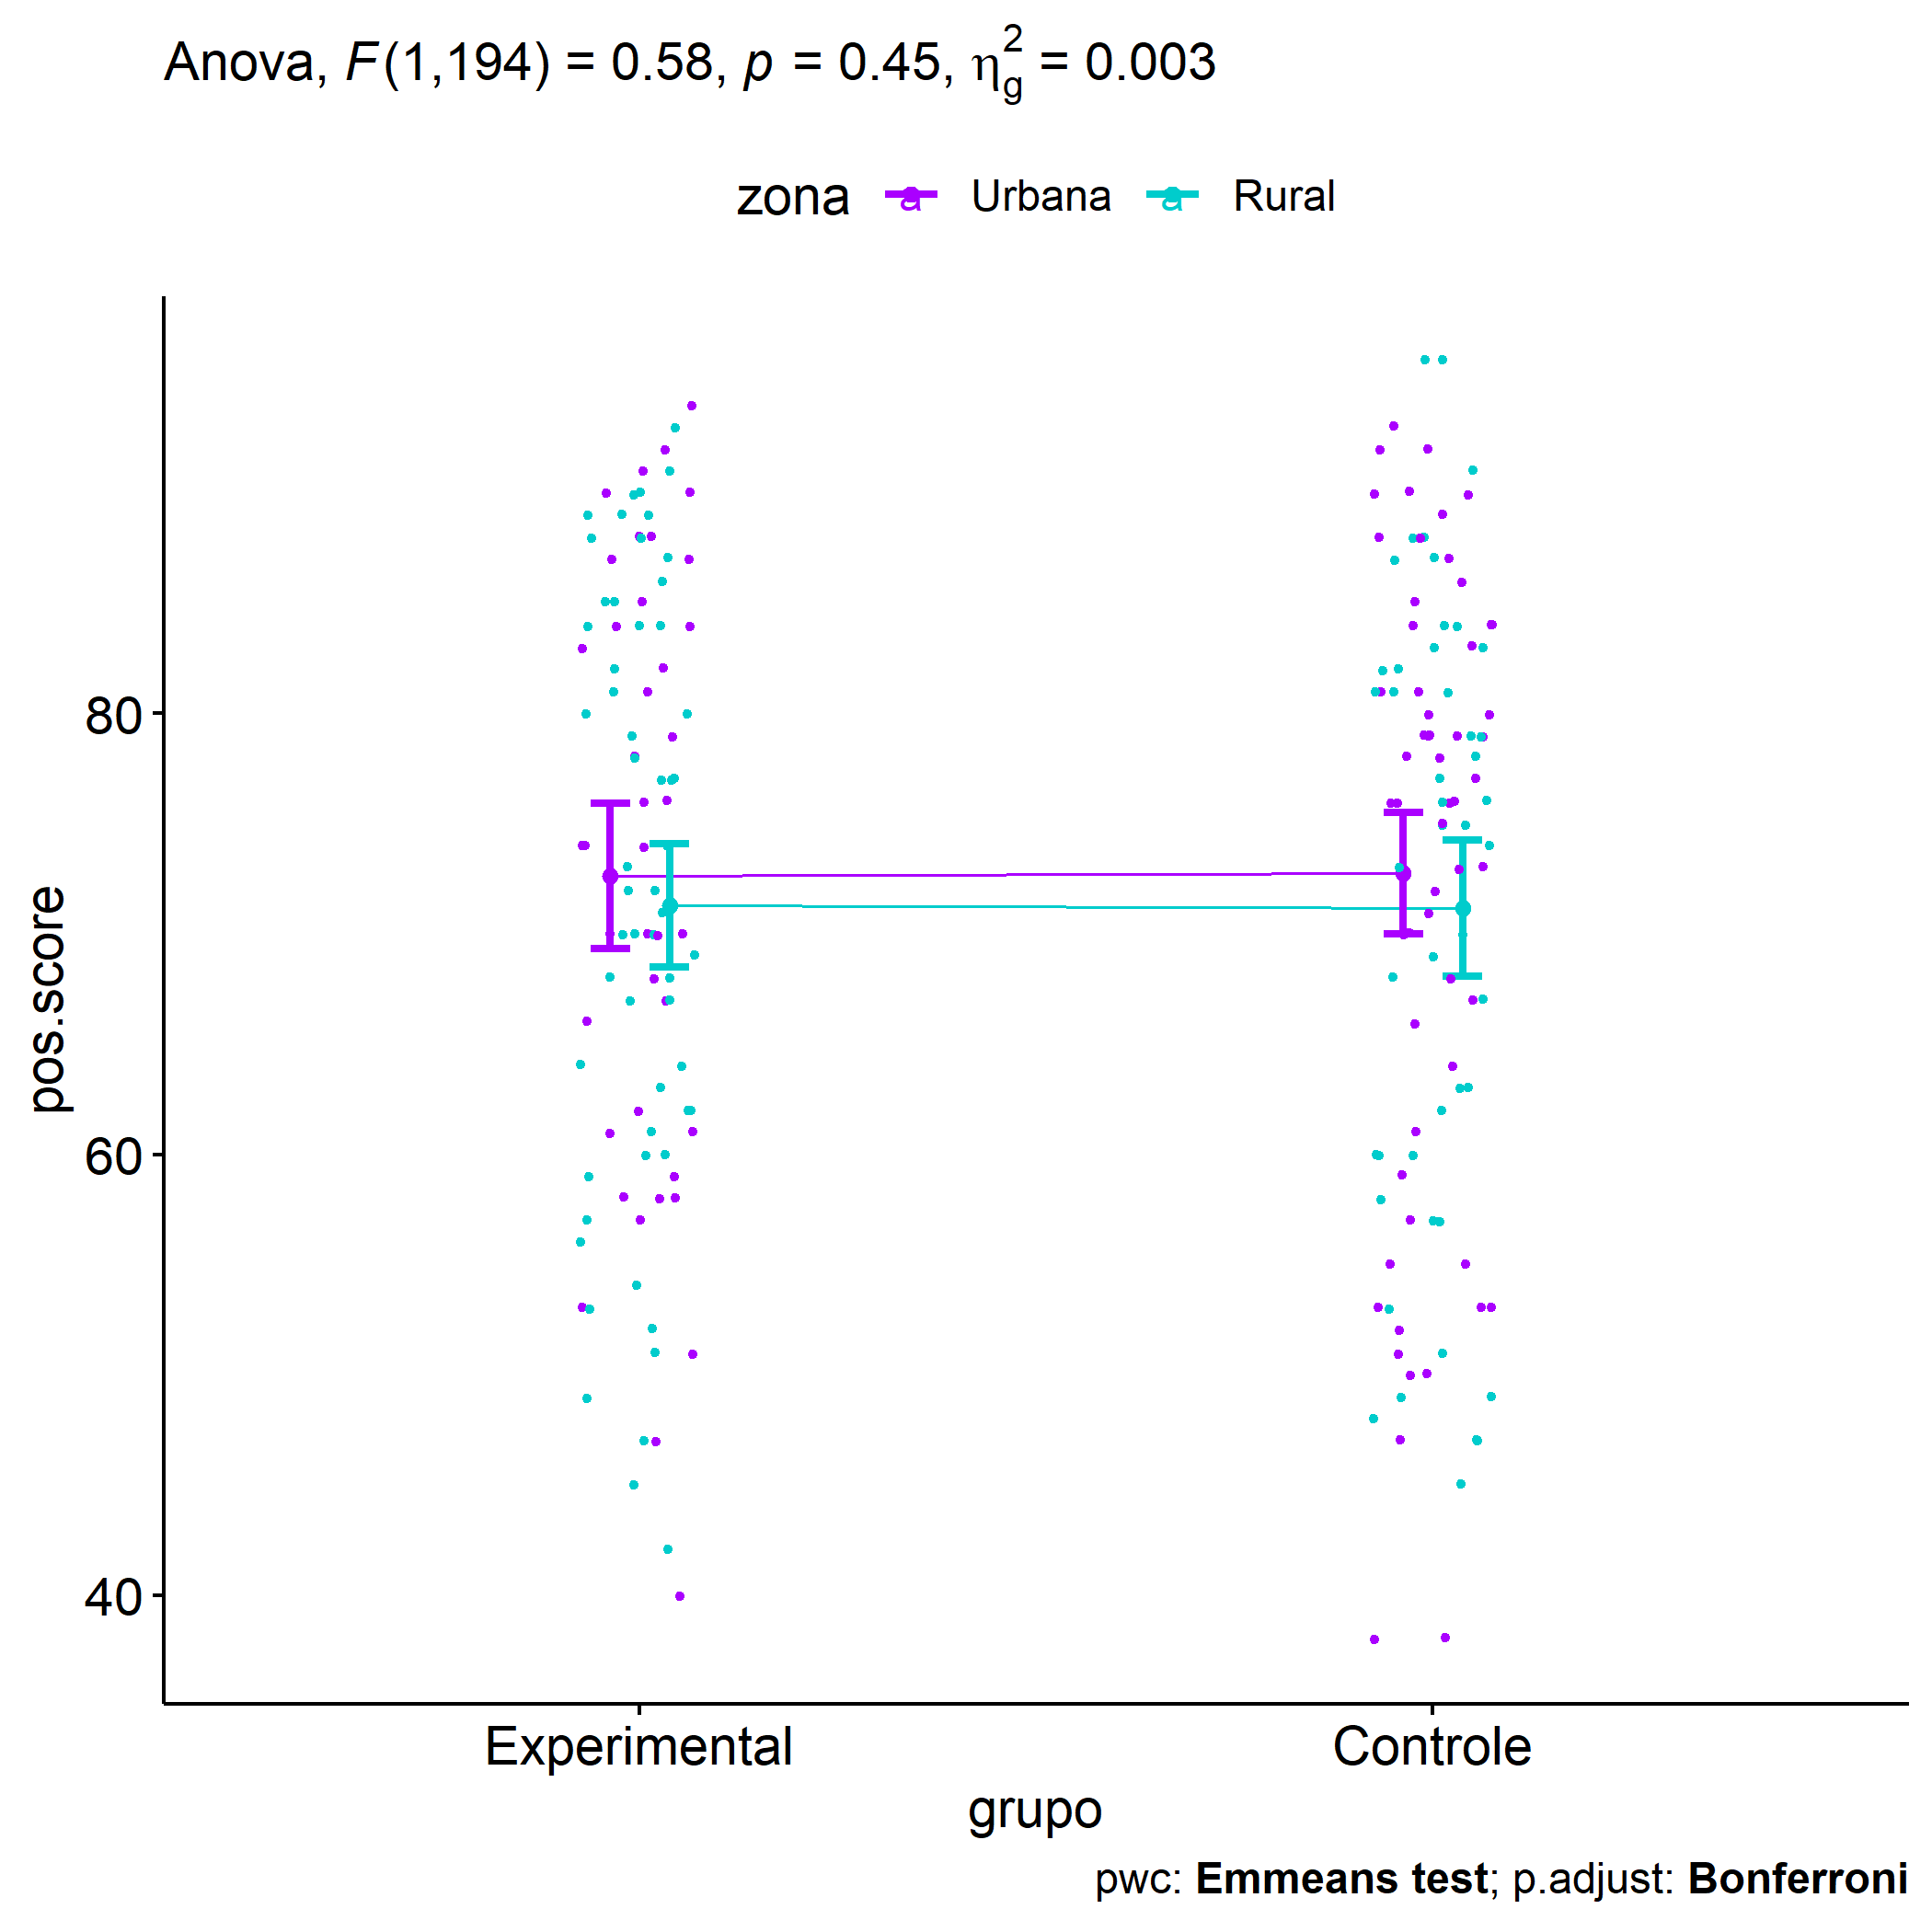 Anova, F(1,194) = 0.58, p = 0.45, η²g = 0.003
zona a Urbana a Rural
80
60
40
pos.score
Experimental Controle
grupo
pwc: Emmeans test; p.adjust: Bonferroni